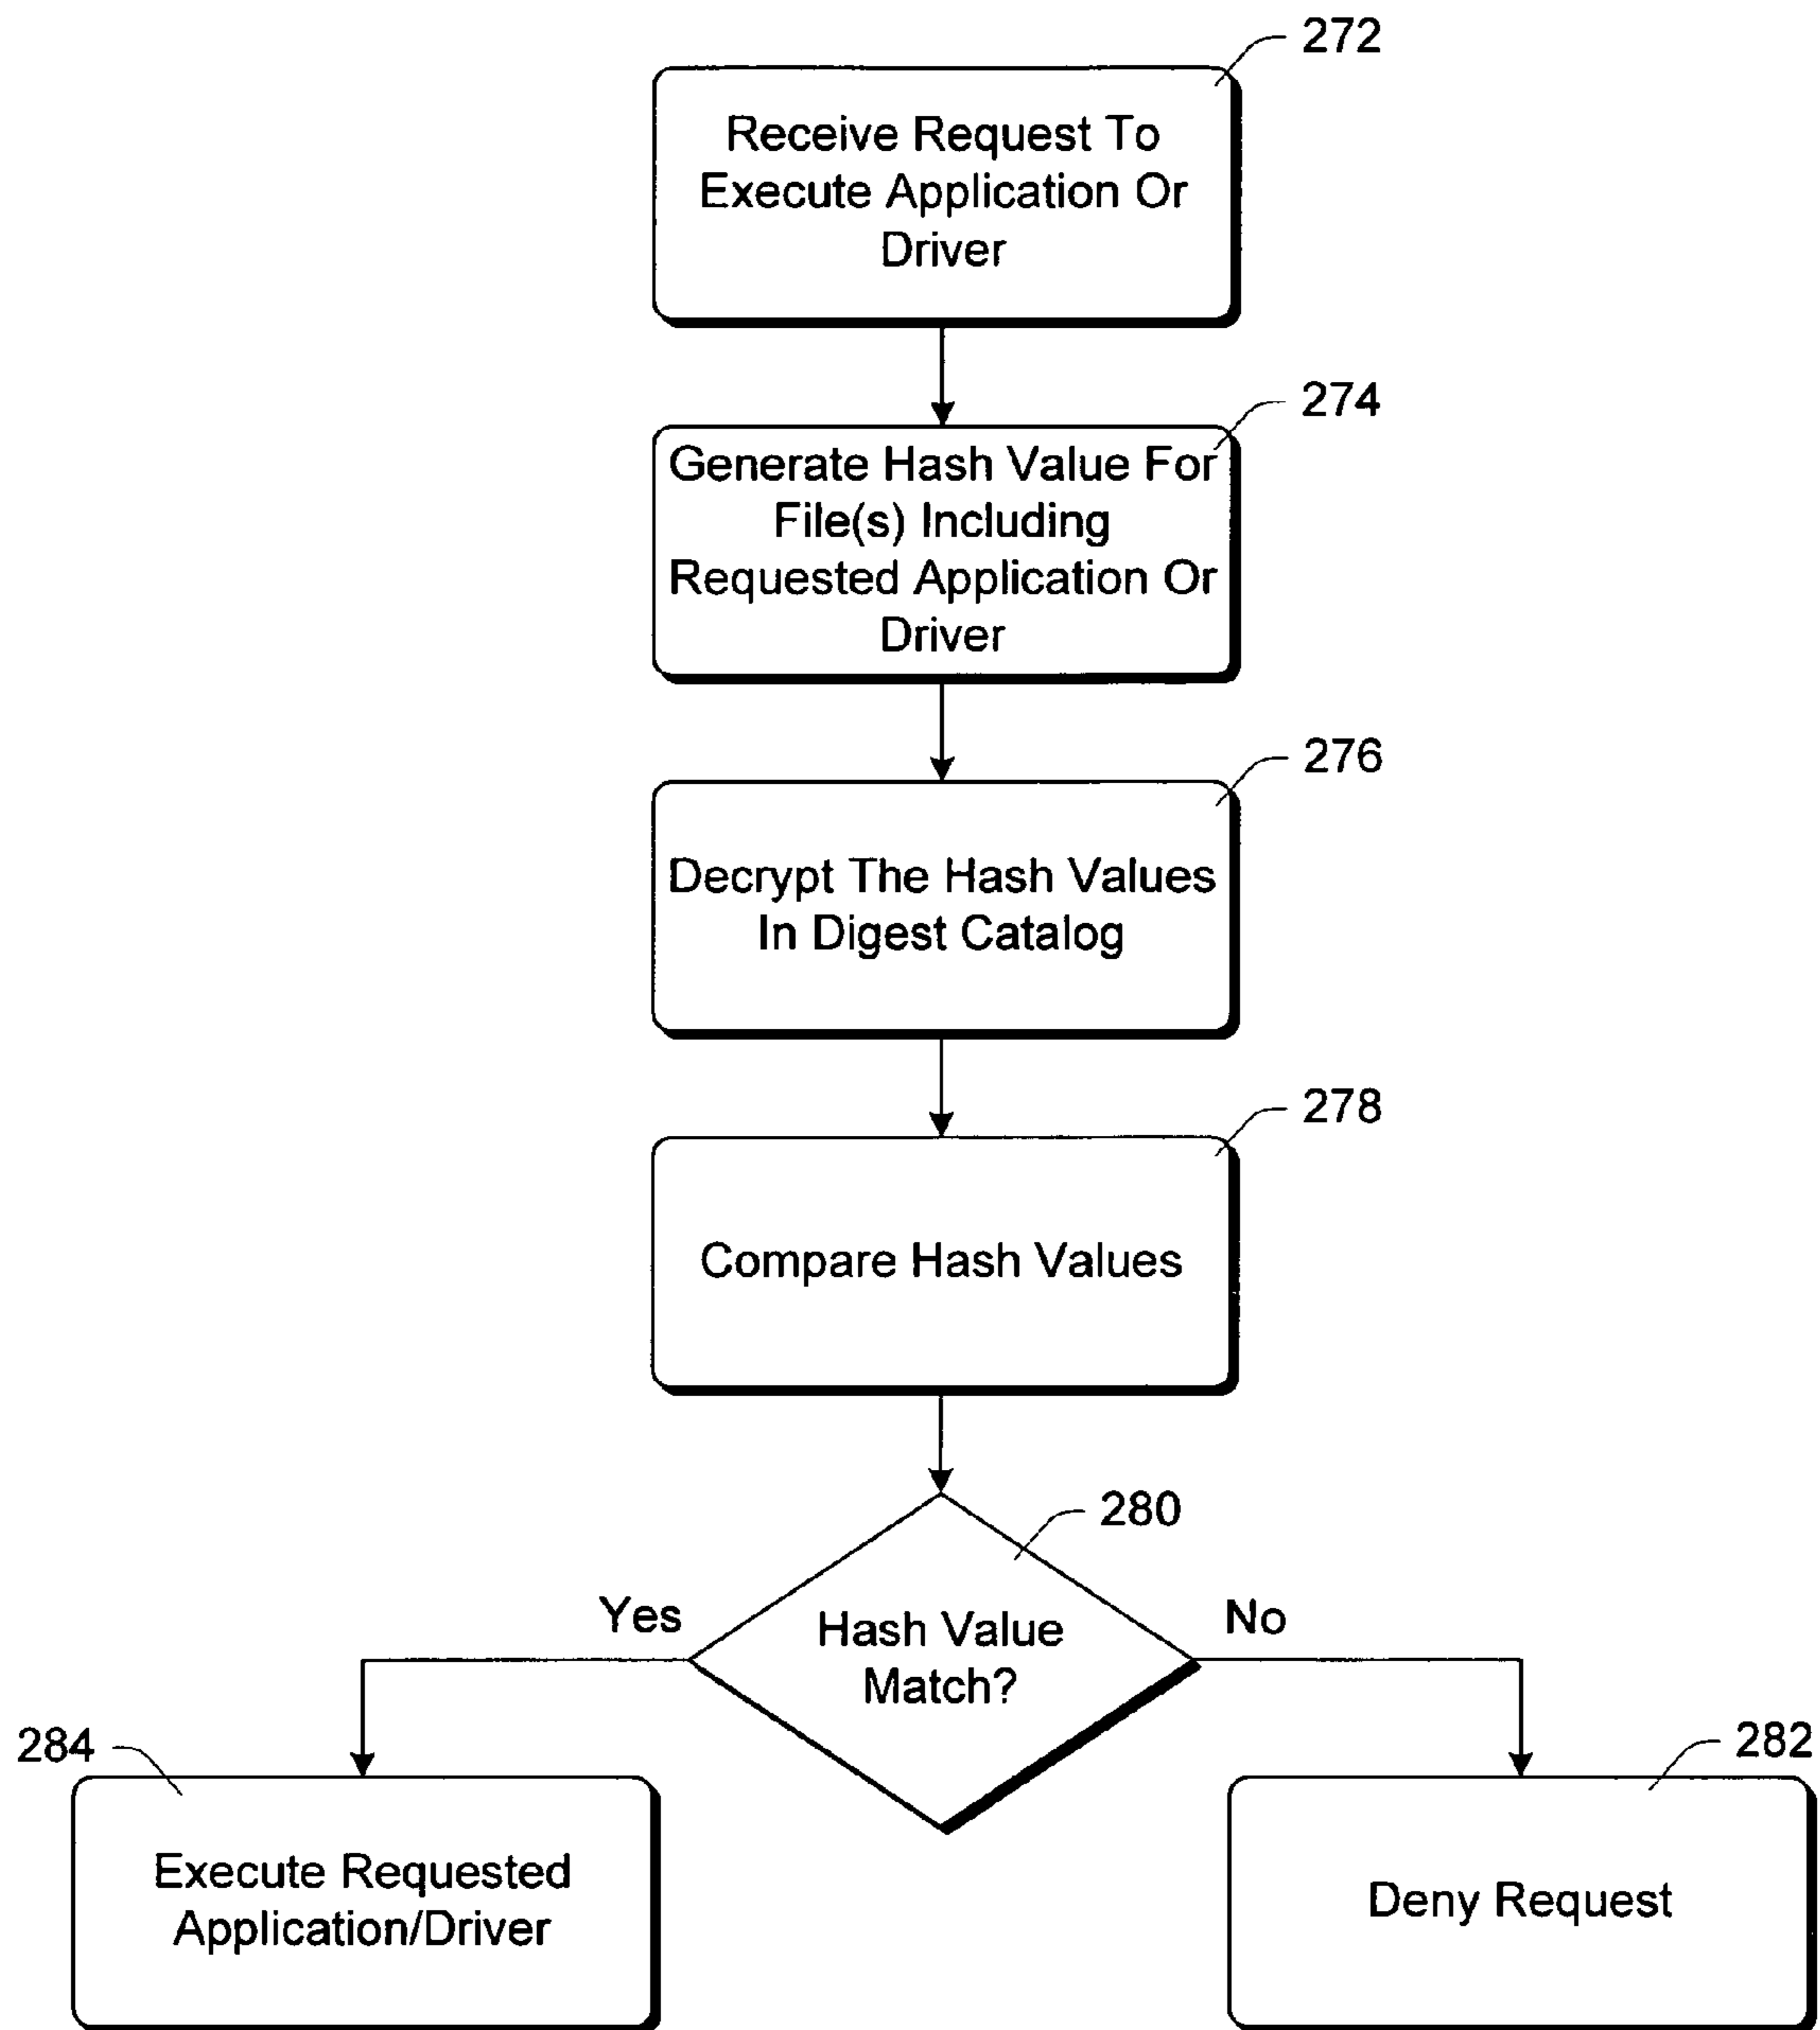 272
Receive Request To
Execute Application Or
Driver
274
Generate Hash Value For
File(s) Including
Requested Application Or
Driver
276
Decrypt The Hash Values
In Digest Catalog
278
Compare Hash Values
280
Hash Value
Match?
Yes
No
284
Execute Requested
Application/Driver
282
Deny Request